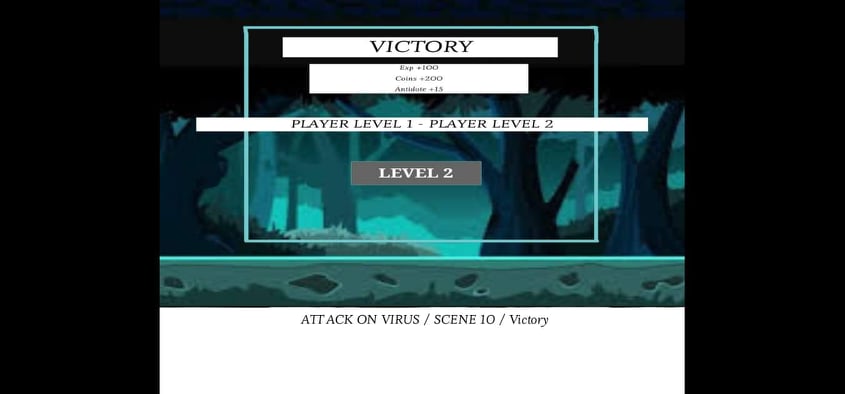 VICTORY
Exp +100
Coins +200
Antidote +15
PLAYER LEVEL 1 - PLAYER LEVEL 2
LEVEL 2
ATTACK ON VIRUS / SCENE 10 / Victory